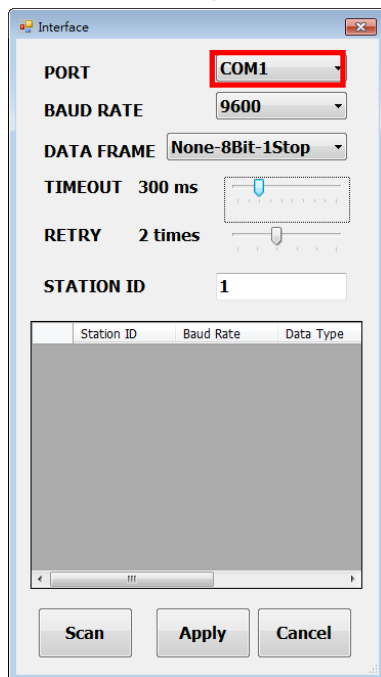 Interface
PORT COM1
BAUD RATE 9600
DATA FRAME None-8Bit-1Stop
TIMEOUT 300 ms
RETRY 2 times
STATION ID 1
Station ID Baud Rate Data Type
Scan Apply Cancel